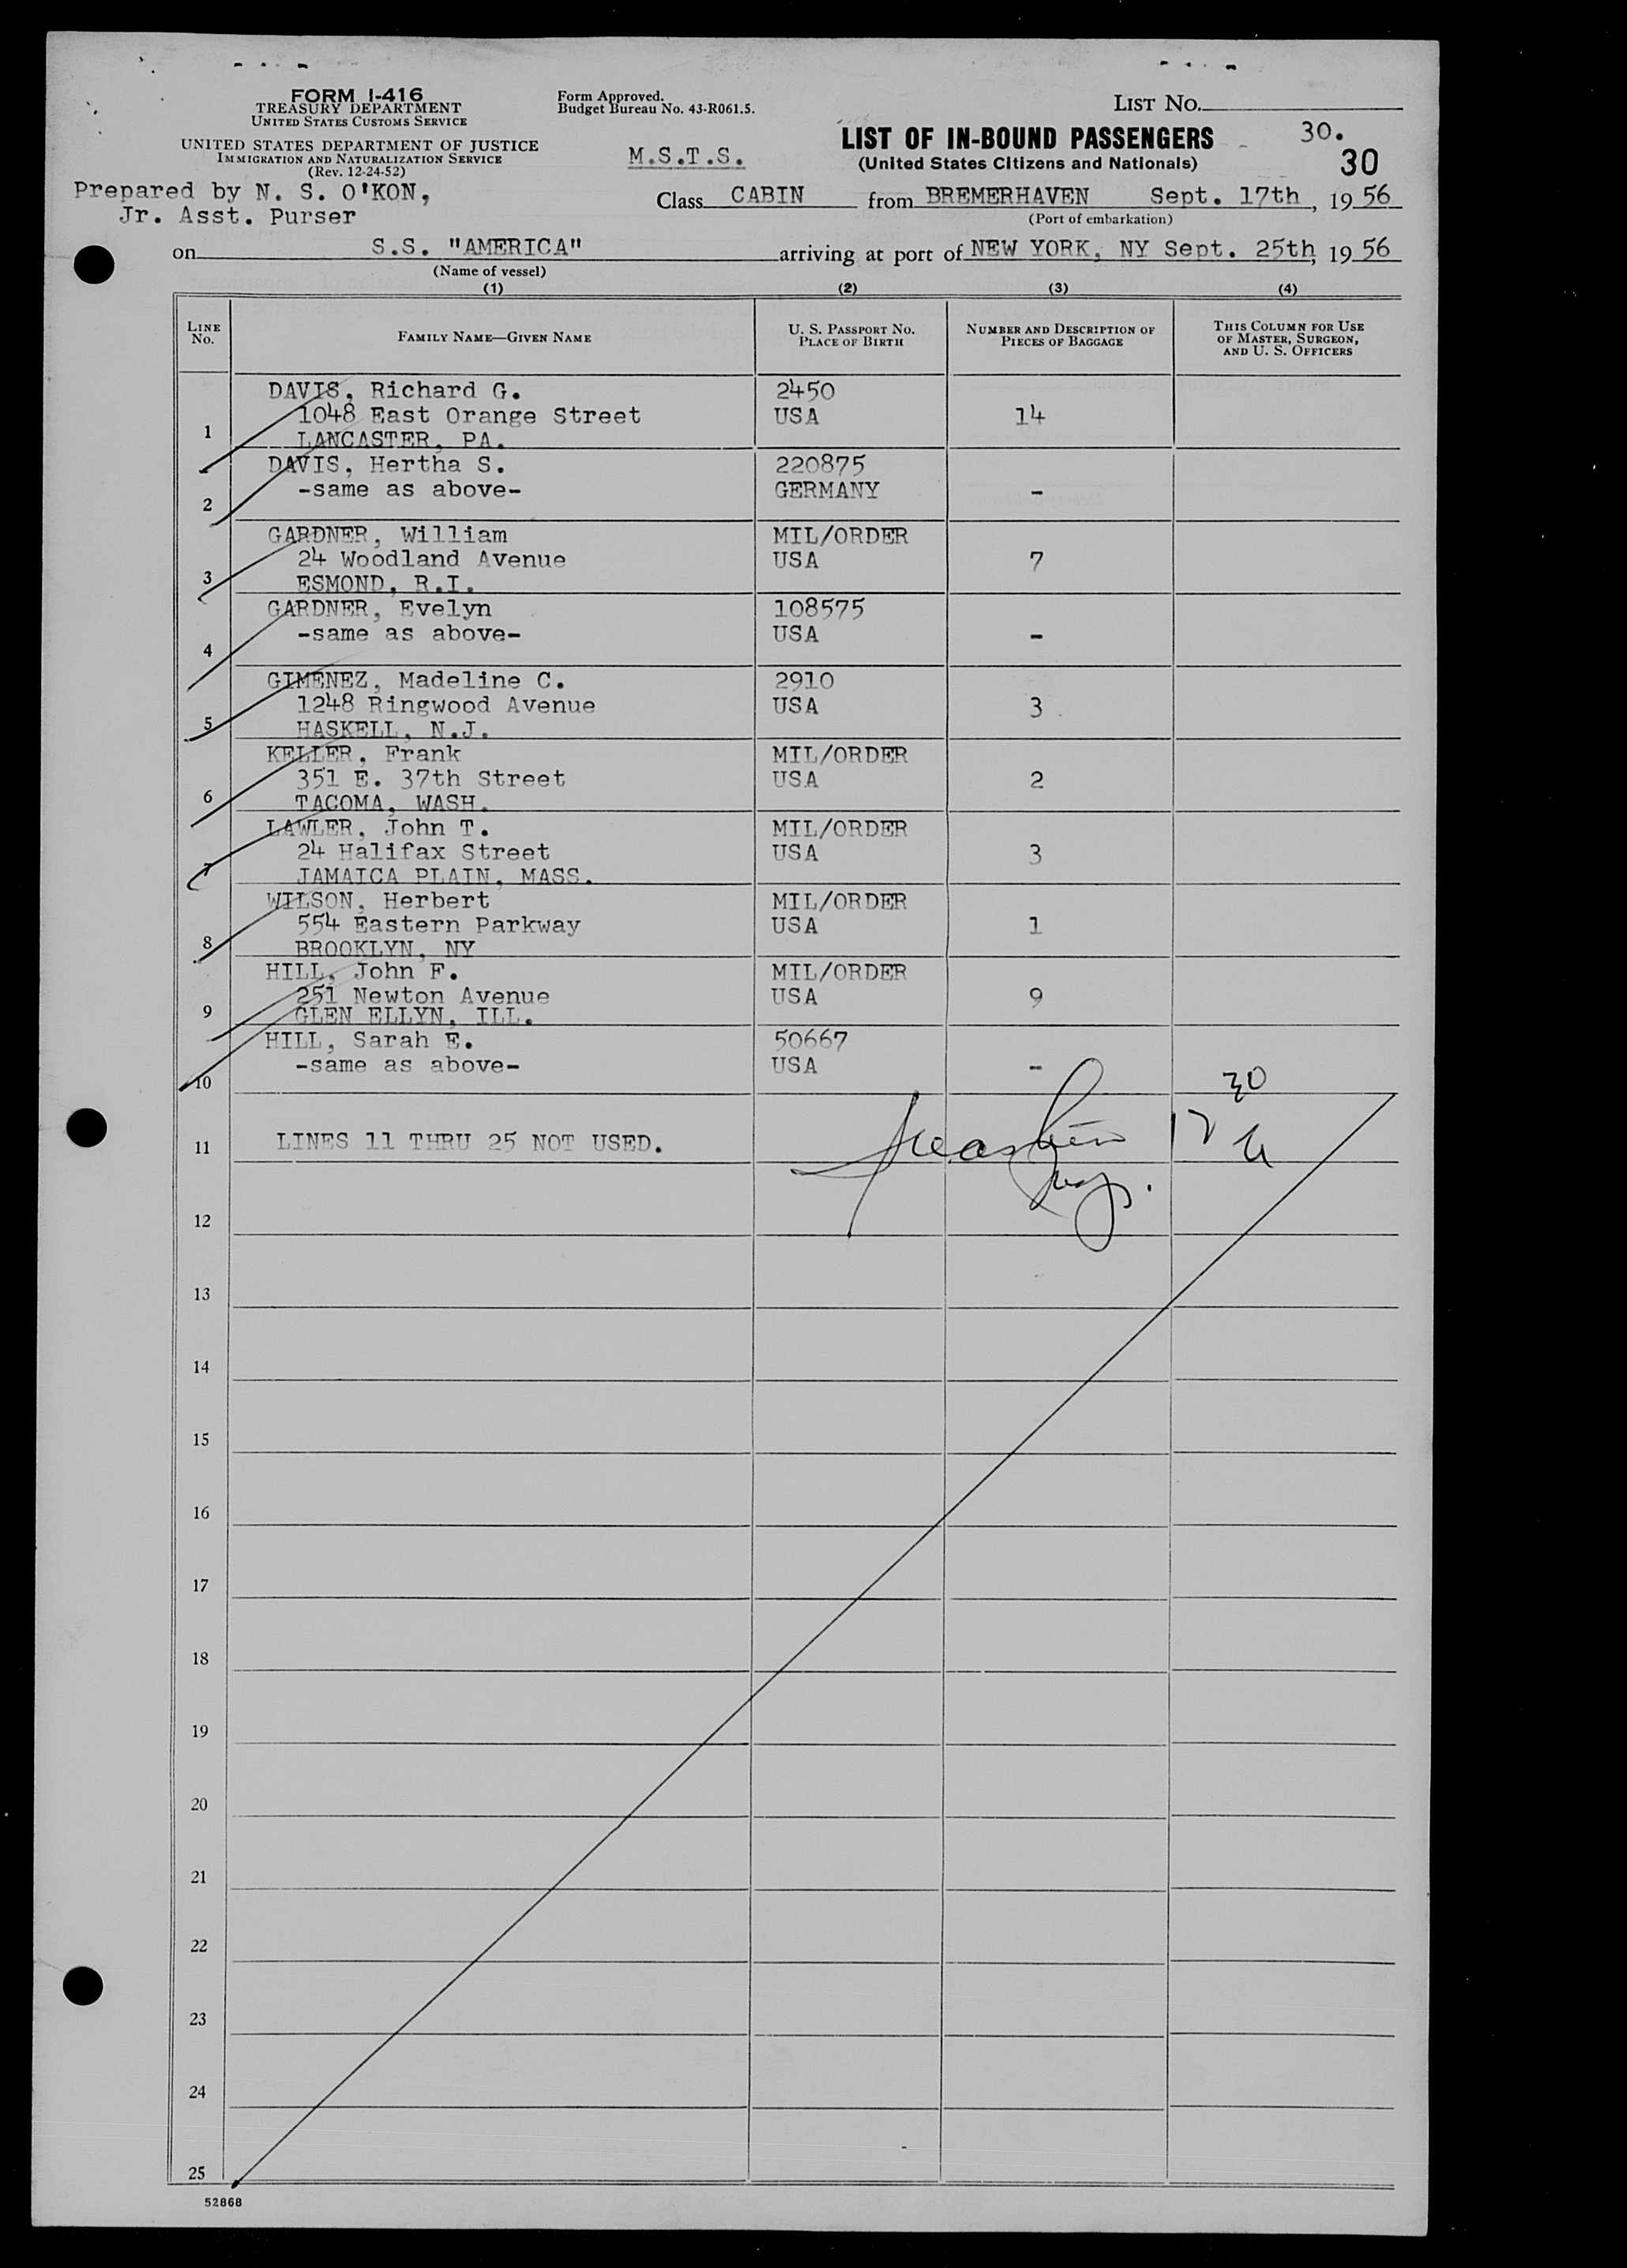 FORM I-416
TREASURY DEPARTMENT
UNITED STATES CUSTOMS SERVICE
UNITED STATES DEPARTMENT OF JUSTICE
IMMIGRATION AND NATURALIZATION SERVICE
(Rev. 12-24-52)
Prepared by N. S. O'KON,
Jr. Asst. Purser
Form Approved.
Budget Bureau No. 43-R061.5.
M.S.T.S.
LIST NO.
LIST OF IN-BOUND PASSENGERS
(United States Citizens and Nationals)
30.
30
Class CABIN from BREMERHAVEN Sept. 17th, 1956
(Port of embarkation)
on S.S. "AMERICA" arriving at port of NEW YORK, NY Sept. 25th, 1956
(Name of vessel)
(1) (2) (3) (4)
LINE NO. FAMILY NAME—GIVEN NAME U. S. PASSPORT NO. PLACE OF BIRTH NUMBER AND DESCRIPTION OF PIECES OF BAGGAGE THIS COLUMN FOR USE OF MASTER, SURGEON, AND U. S. OFFICERS
DAVIS, Richard G. 2450
1048 East Orange Street USA 14
1 LANCASTER, PA.
DAVIS, Hertha S. 220875
-same as above- GERMANY -
2
GARDNER, William MIL/ORDER
24 Woodland Avenue USA 7
3 ESMOND, R.I.
GARDNER, Evelyn 108575
-same as above- USA -
4
GIMENEZ, Madeline C. 2910
1248 Ringwood Avenue USA 3
5 HASKELL, N.J.
KELLER, Frank MIL/ORDER
351 E. 37th Street USA 2
6 TACOMA, WASH.
LAWLER, John T. MIL/ORDER
24 Halifax Street USA 3
7 JAMAICA PLAIN, MASS.
WILSON, Herbert MIL/ORDER
554 Eastern Parkway USA 1
8 BROOKLYN, NY
HILL, John F. MIL/ORDER
251 Newton Avenue USA 9
9 GLEN ELLYN, ILL.
HILL, Sarah E. 50667
-same as above- USA -
10
30
11 LINES 11 THRU 25 NOT USED.
12
13
14
15
16
17
18
19
20
21
22
23
24
25
52868